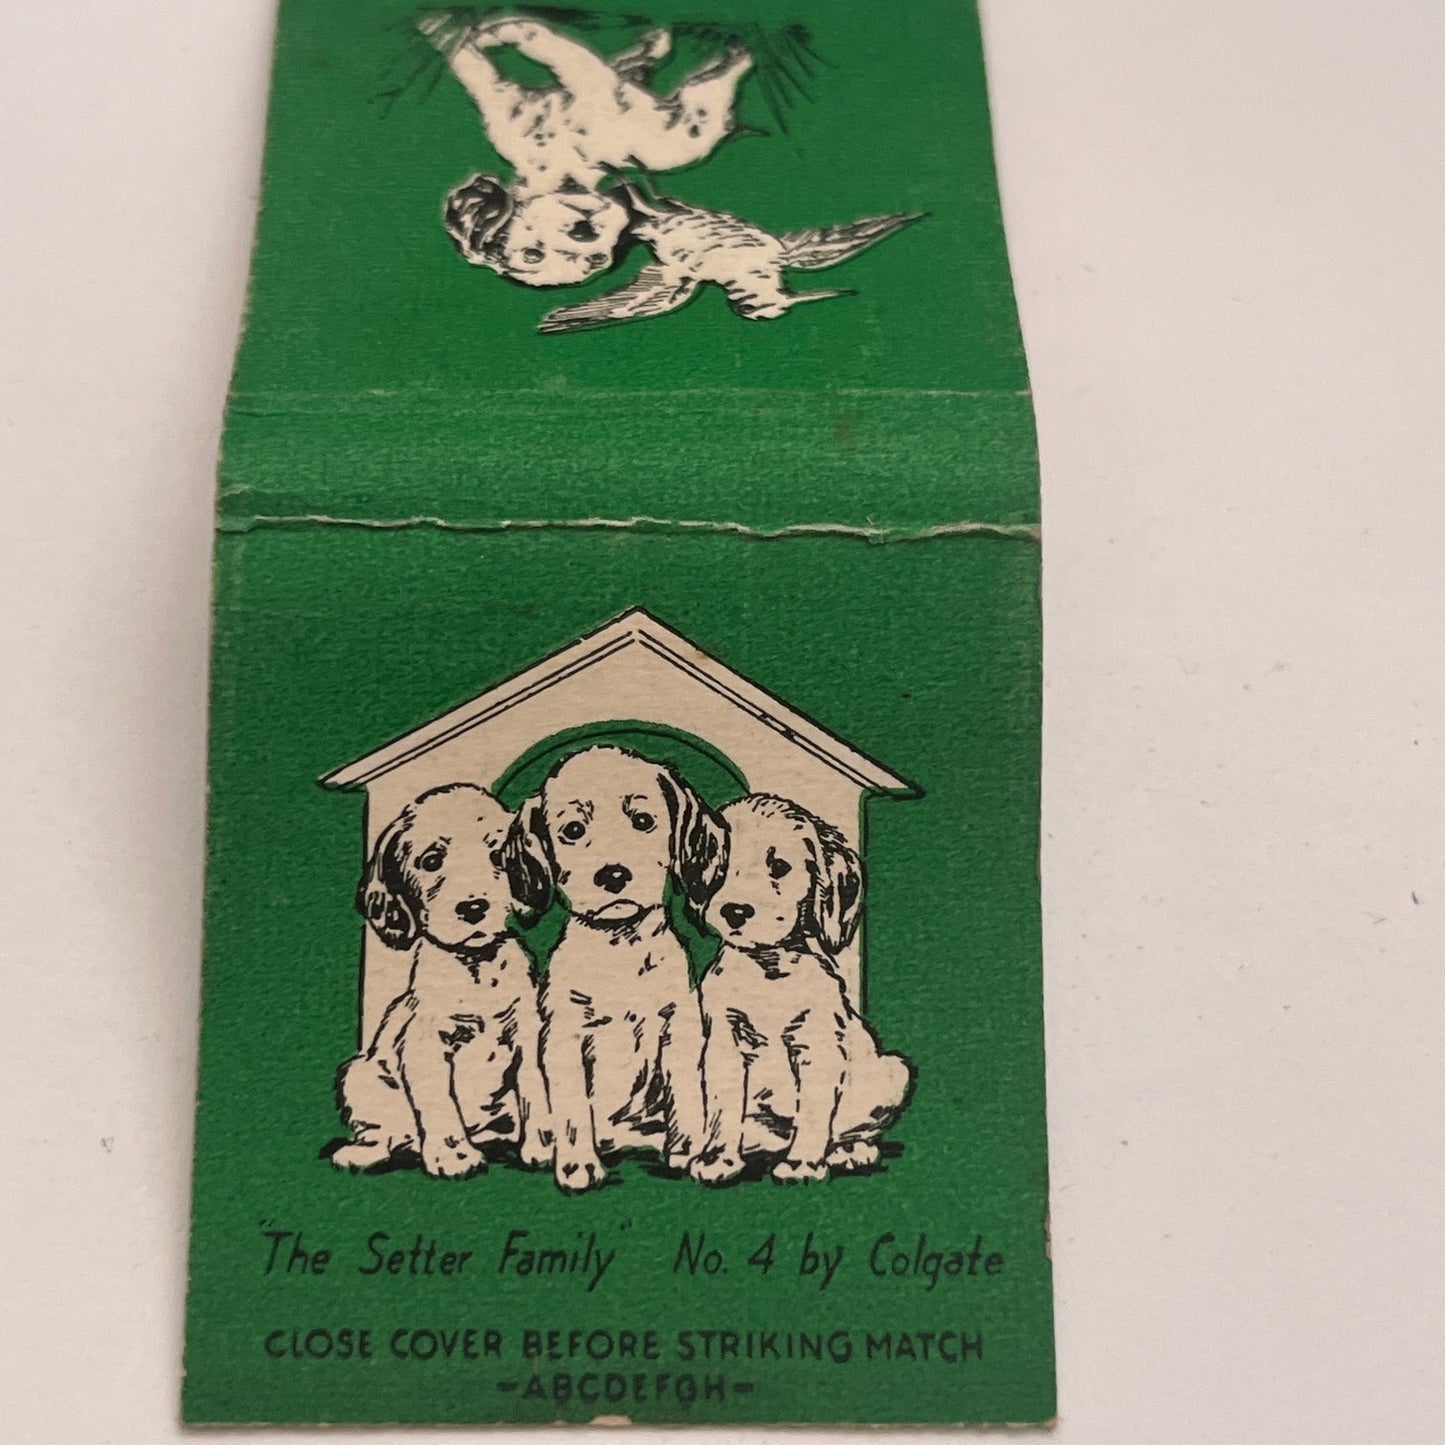 "The Setter Family" No. 4 by Colgate
CLOSE COVER BEFORE STRIKING MATCH
-ABCDEFGH-